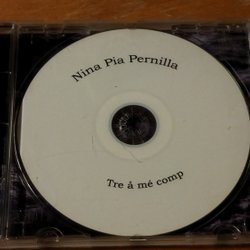 Nina Pia Pernilla
Tre å mé comp